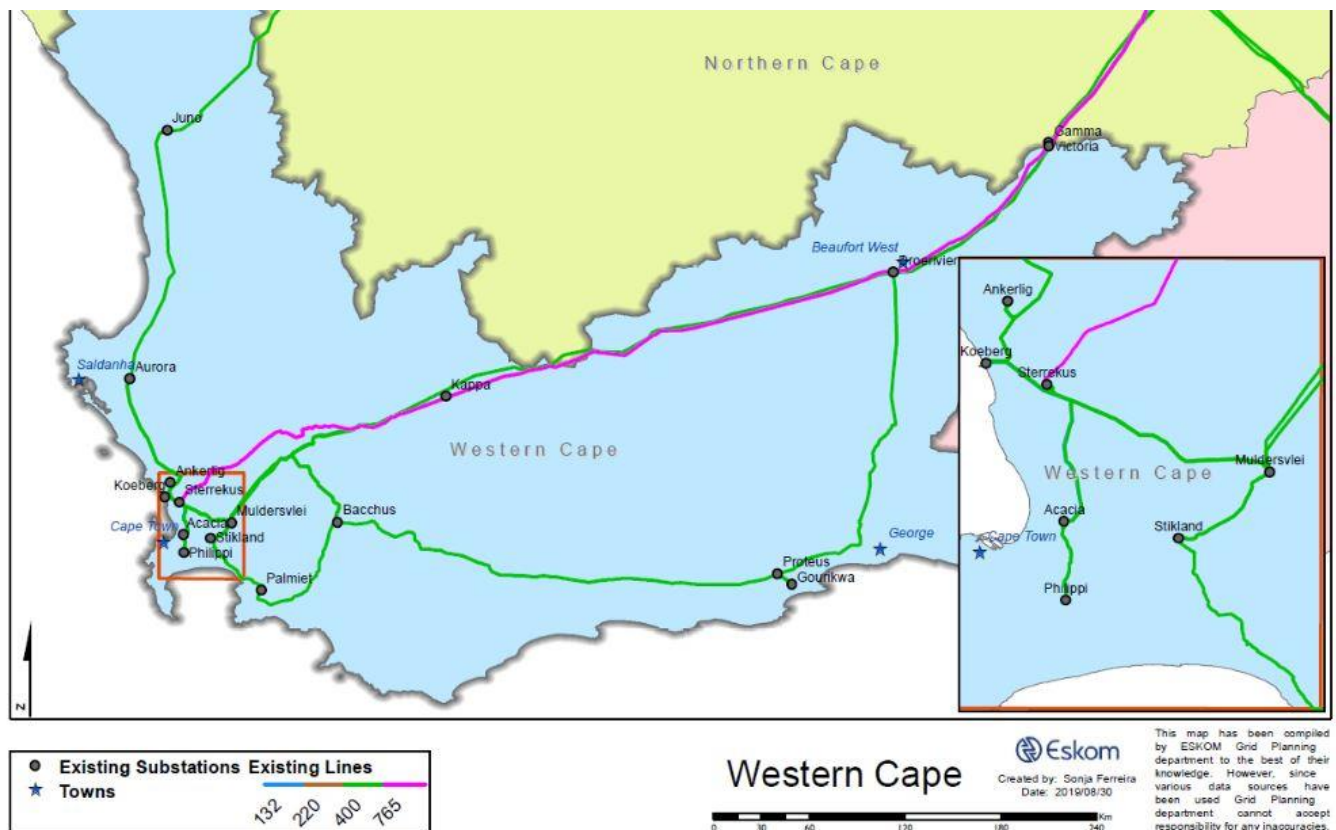 Northern Cape
Juno
Gamma
Victoria
Beaufort West
Droerivier
Saldanha
Aurora
Kappa
Western Cape
Ankerlig
Koeberg
Sterrekus
Muldersvlei
Bacchus
Cape Town
Acacia
Stikland
Philippi
Palmiet
George
Proteus
Gourikwa
Ankerlig
Koeberg
Sterrekus
Western Cape
Muldersvlei
Acacia
Stikland
Cape Town
Philippi
N
Existing Substations
Towns
Existing Lines
132 220 400 765
Western Cape
Eskom
Created by: Sonja Ferreira
Date: 2019/08/30
Km
0 30 60 120 180 240
This map has been compiled
by ESKOM Grid Planning
department to the best of their
knowledge. However, since
various data sources have
been used Grid Planning
department cannot accept
responsibility for any inaccuracies.